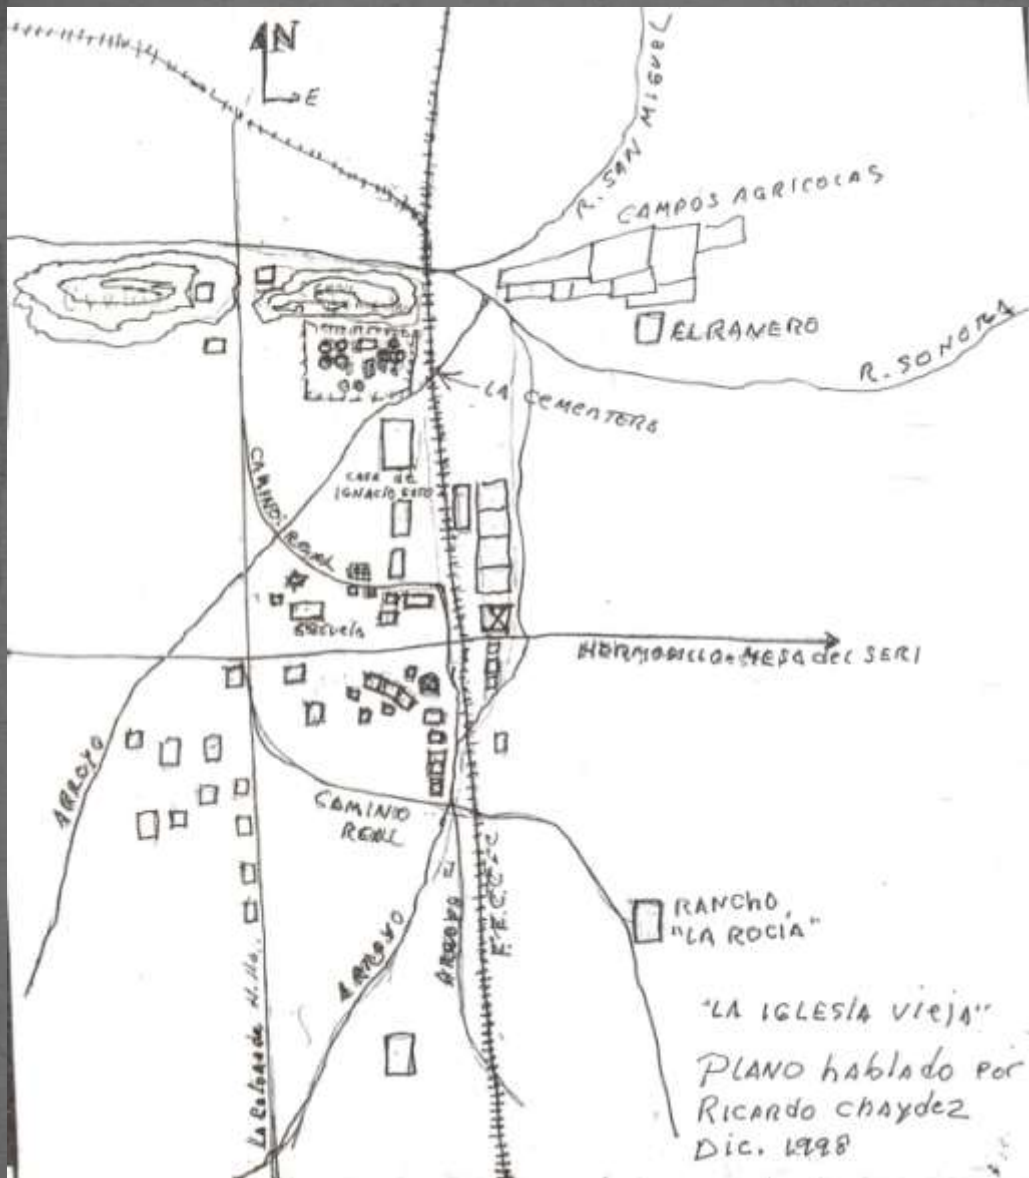 N
E
R. SAN MIGUEL
CAMPOS AGRICOLAS
EL RANERO
R. SONORA
LA CEMENTERA
CASA de
IGNACIO SOTO
CAMINO REAL
escuela
HERMOSILLO - MESA del SERI
ARROYO
CAMINIO
REAL
ARROYO
ARROYO
RANCHO
"LA ROCIA"
"LA IGLESIA VIEJA"
PLANO hAblAdo Por
RICARDO ChAydez
Dic. 1998